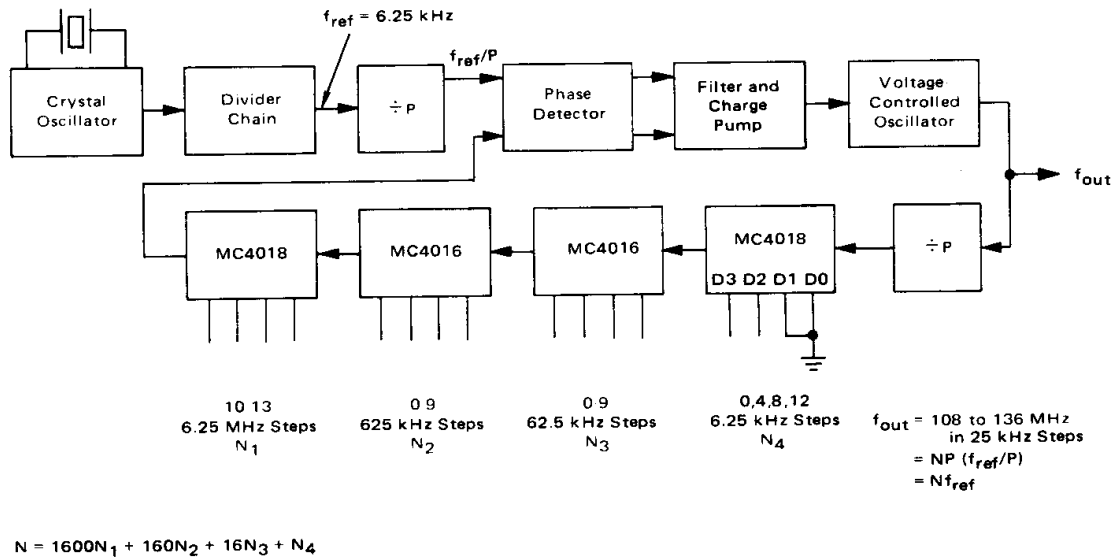 f_ref = 6.25 kHz
f_ref/P
Crystal
Oscillator
Divider
Chain
÷P
Phase
Detector
Filter and
Charge
Pump
Voltage
Controlled
Oscillator
f_out
MC4018
MC4016
MC4016
MC4018
D3 D2 D1 D0
÷P
10 13
6.25 MHz Steps
N₁
0 9
625 kHz Steps
N₂
0-9
62.5 kHz Steps
N₃
0,4,8,12
6.25 kHz Steps
N₄
f_out = 108 to 136 MHz
in 25 kHz Steps
= NP (f_ref/P)
= Nf_ref
N = 1600N₁ + 160N₂ + 16N₃ + N₄